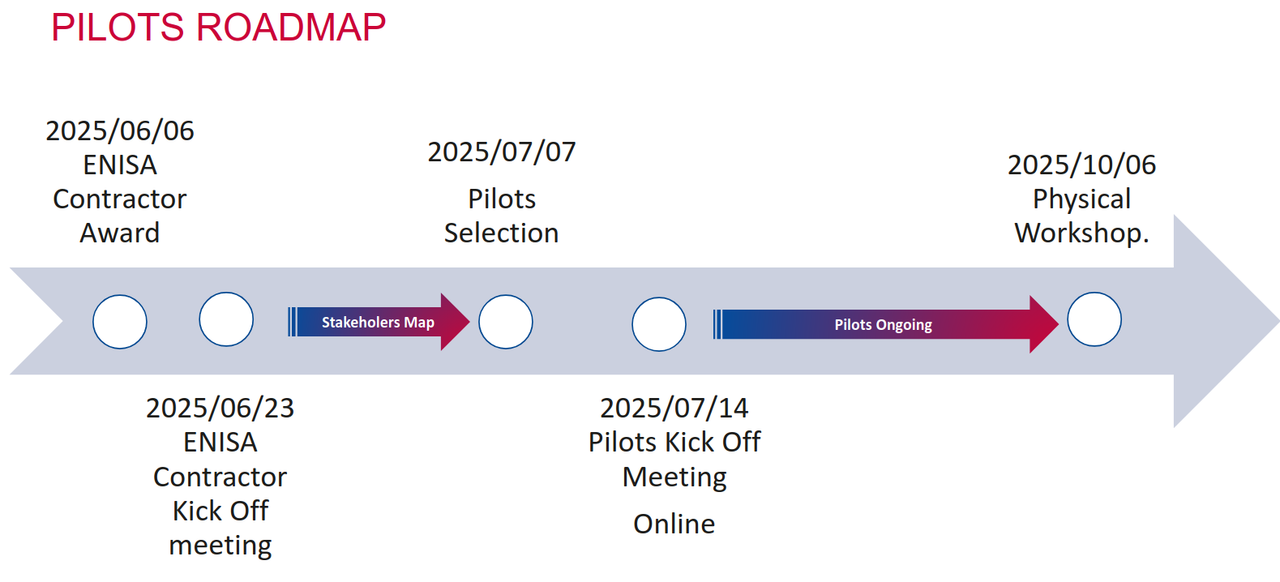 PILOTS ROADMAP
2025/06/06
ENISA
Contractor
Award
2025/07/07
Pilots
Selection
2025/10/06
Physical
Workshop.
Stakeholers Map
Pilots Ongoing
2025/06/23
ENISA
Contractor
Kick Off
meeting
2025/07/14
Pilots Kick Off
Meeting
Online